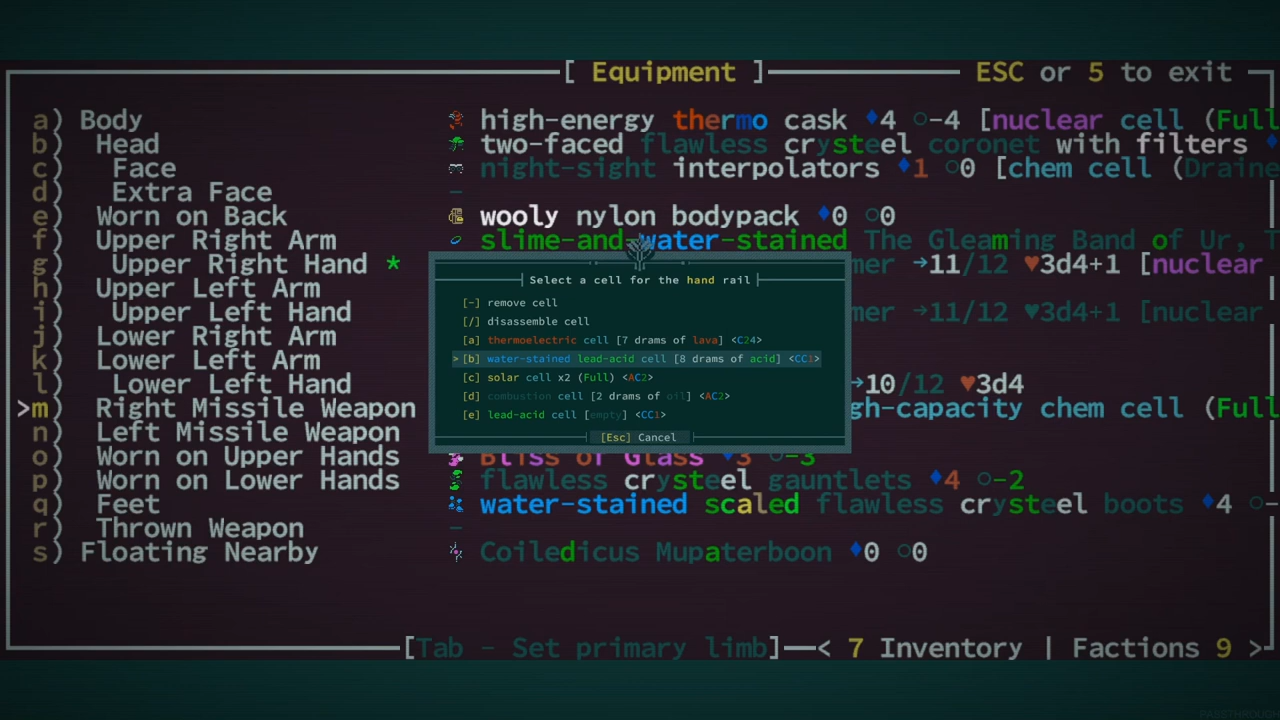 [ Equipment ] ESC or 5 to exit
a) Body high-energy thermo cask ♦4 ○-4 [nuclear cell (Full
b) Head two-faced flawless crysteel coronet with filters ♦
c) Face night-sight interpolators ♦1 ○0 [chem cell (Draine
d) Extra Face –
e) Worn on Back wooly nylon bodypack ♦0 ○0
f) Upper Right Arm slime-and-water-stained The Gleaming Band of Ur, T
g) Upper Right Hand * mer →11/12 ♥3d4+1 [nuclear
h) Upper Left Arm
i) Upper Left Hand mer →11/12 ♥3d4+1 [nuclear
j) Lower Right Arm
k) Lower Left Arm
l) Lower Left Hand →10/12 ♥3d4
>m) Right Missile Weapon gh-capacity chem cell (Full
n) Left Missile Weapon
o) Worn on Upper Hands Bliss of Glass ♦3 ○-3
p) Worn on Lower Hands flawless crysteel gauntlets ♦4 ○-2
q) Feet water-stained scaled flawless crysteel boots ♦4 ○-
r) Thrown Weapon –
s) Floating Nearby Coiledicus Mupaterboon ♦0 ○0
Select a cell for the hand rail
[-] remove cell
[/] disassemble cell
[a] thermoelectric cell [7 drams of lava] <C24>
> [b] water-stained lead-acid cell [8 drams of acid] <CC1>
[c] solar cell x2 (Full) <AC2>
[d] combustion cell [2 drams of oil] <AC2>
[e] lead-acid cell [empty] <CC1>
[Esc] Cancel
[Tab - Set primary limb] < 7 Inventory | Factions 9 >